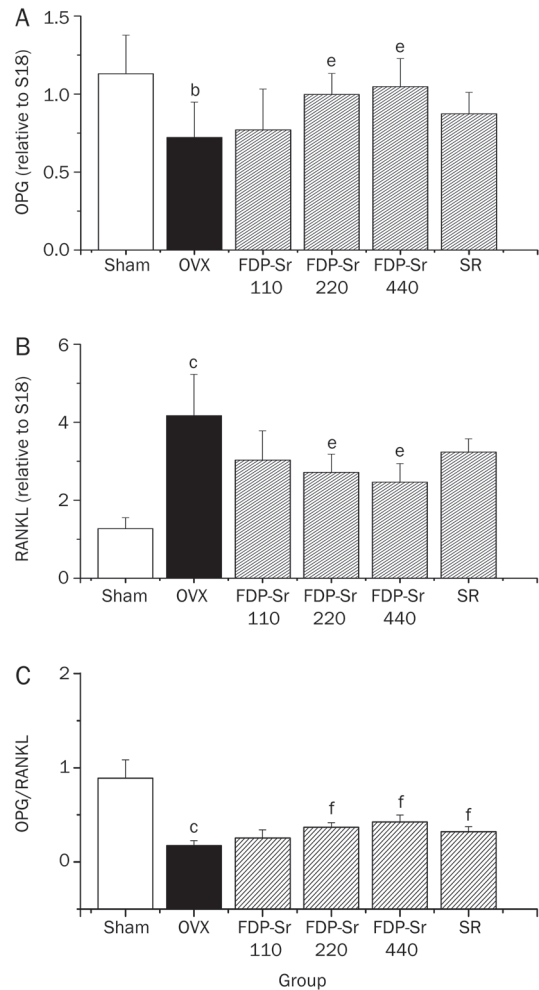 A
OPG (relative to S18)
1.5
1.0
0.5
0.0
b
e
e
Sham OVX FDP-Sr FDP-Sr FDP-Sr SR
110 220 440
B
RANKL (relative to S18)
6
4
2
0
c
e
e
Sham OVX FDP-Sr FDP-Sr FDP-Sr SR
110 220 440
C
OPG/RANKL
2
1
0
c
f
f
f
Sham OVX FDP-Sr FDP-Sr FDP-Sr SR
110 220 440
Group